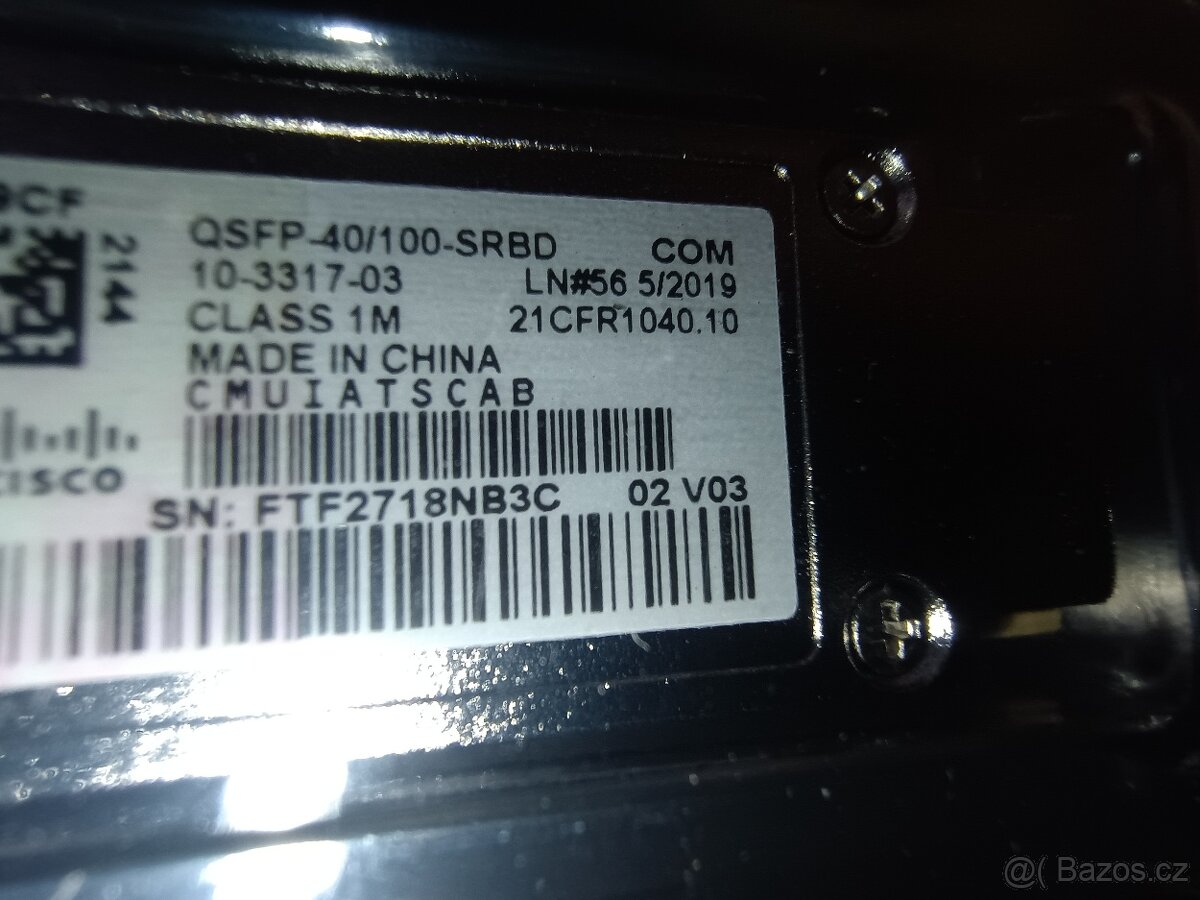 9CF
2144
QSFP-40/100-SRBD COM
10-3317-03 LN#56 5/2019
CLASS 1M 21CFR1040.10
MADE IN CHINA
CMUIATSCAB
CISCO
SN: FTF2718NB3C 02 V03
@( Bazos.cz